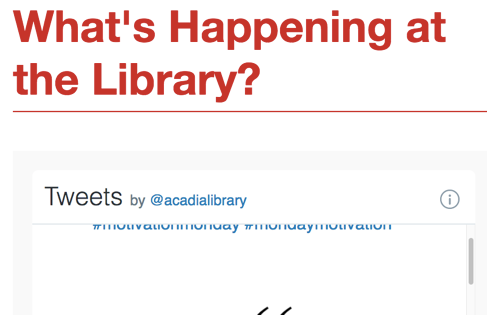 What's Happening at
the Library?
Tweets by @acadialibrary
#motivationmonday #mondaymotivation